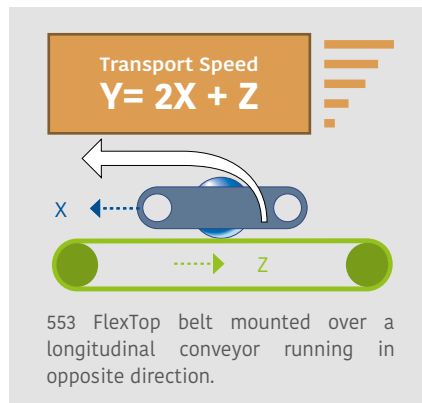 Transport Speed
Y= 2X + Z
X
Z
553 FlexTop belt mounted over a
longitudinal conveyor running in
opposite direction.